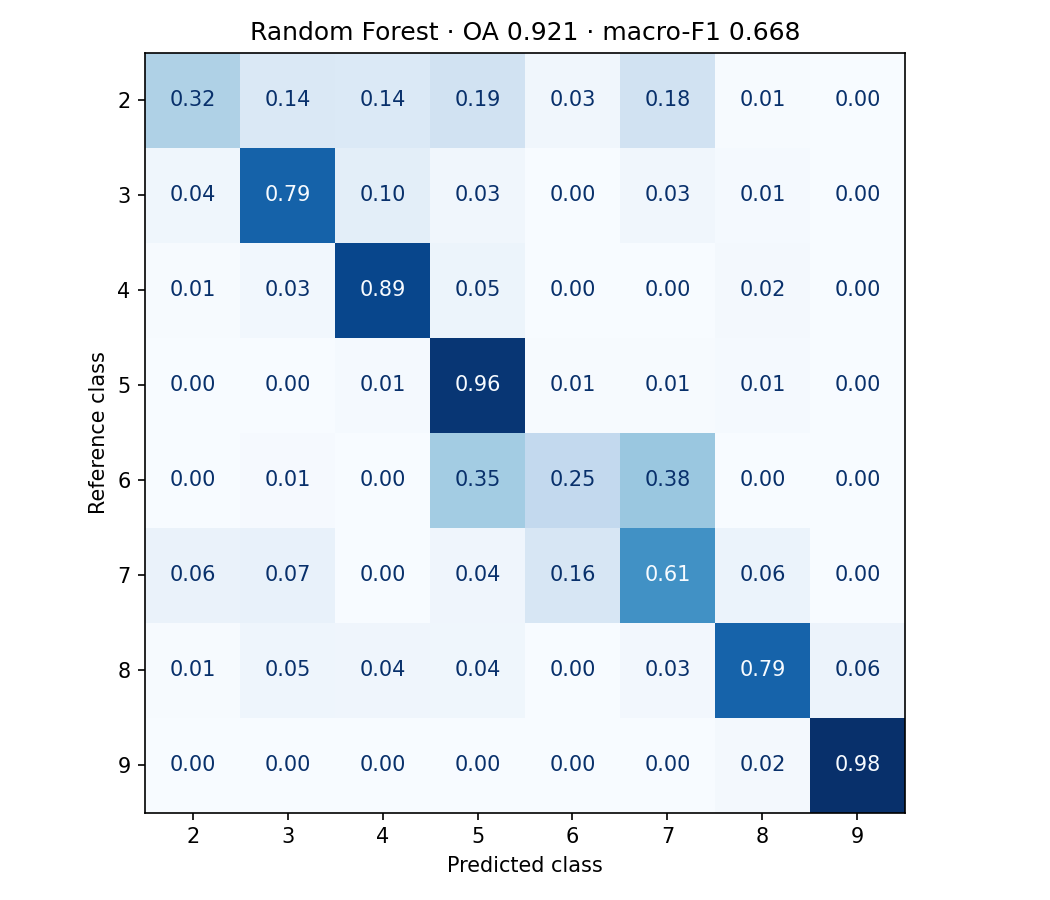 Random Forest · OA 0.921 · macro-F1 0.668
2 0.32 0.14 0.14 0.19 0.03 0.18 0.01 0.00
3 0.04 0.79 0.10 0.03 0.00 0.03 0.01 0.00
4 0.01 0.03 0.89 0.05 0.00 0.00 0.02 0.00
5 0.00 0.00 0.01 0.96 0.01 0.01 0.01 0.00
6 0.00 0.01 0.00 0.35 0.25 0.38 0.00 0.00
7 0.06 0.07 0.00 0.04 0.16 0.61 0.06 0.00
8 0.01 0.05 0.04 0.04 0.00 0.03 0.79 0.06
9 0.00 0.00 0.00 0.00 0.00 0.00 0.02 0.98
2 3 4 5 6 7 8 9
Predicted class
Reference class